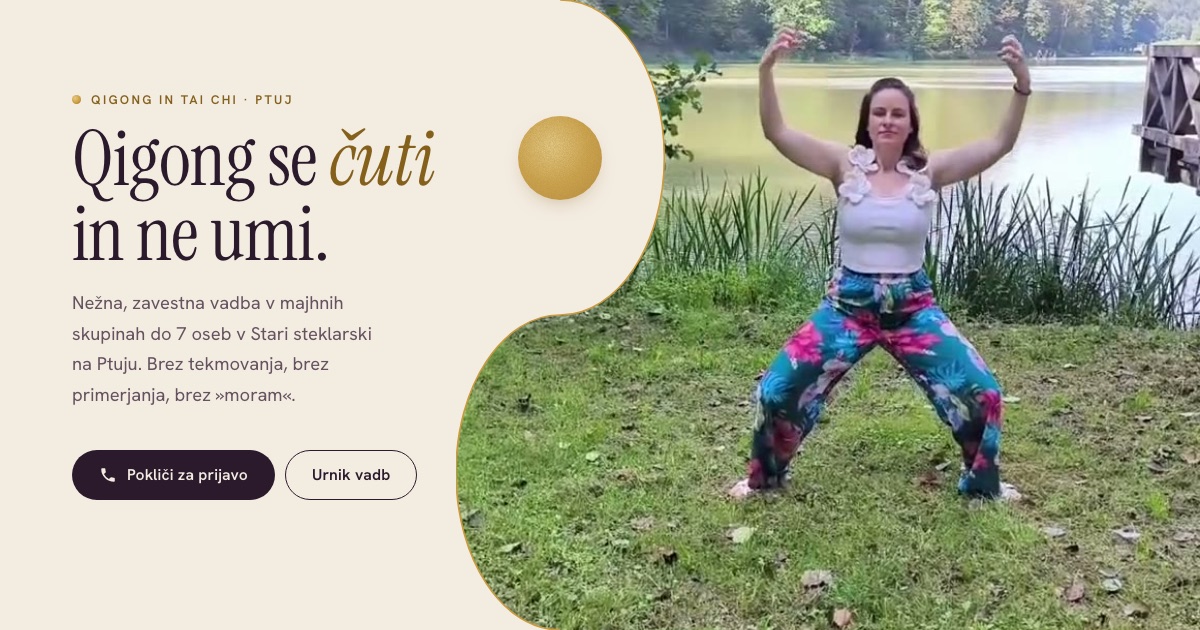 QIGONG IN TAI CHI · PTUJ
Qigong se čuti
in ne umi.
Nežna, zavestna vadba v majhnih
skupinah do 7 oseb v Stari steklarski
na Ptuju. Brez tekmovanja, brez
primerjanja, brez »moram«.
Pokliči za prijavo
Urnik vadb